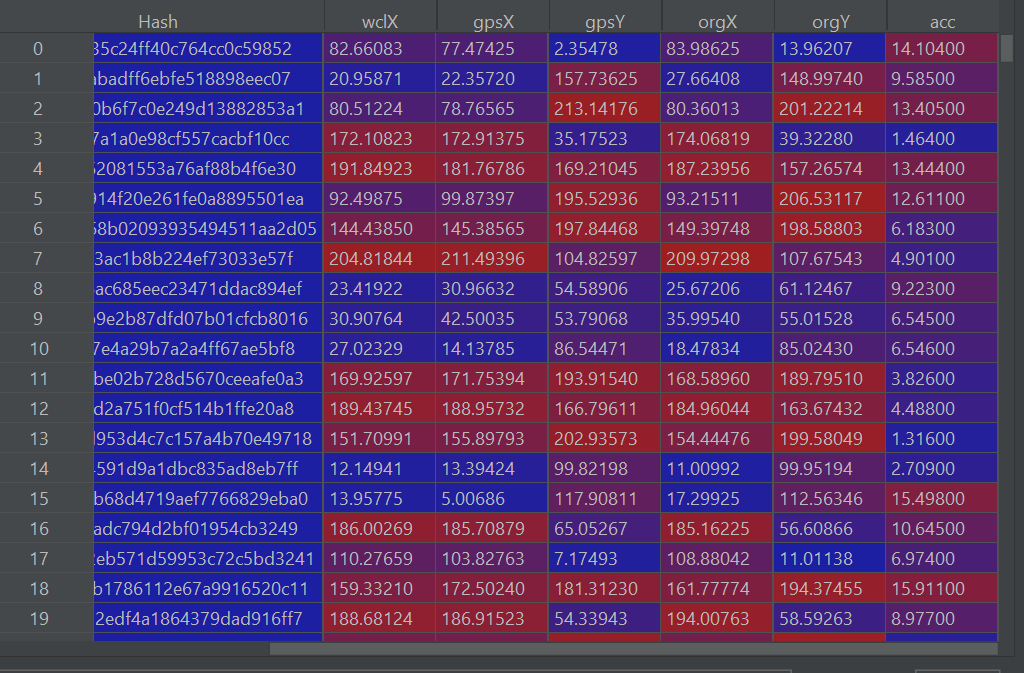 Hash wclX gpsX gpsY orgX orgY acc
0 35c24ff40c764cc0c59852 82.66083 77.47425 2.35478 83.98625 13.96207 14.10400
1 abadff6ebfe518898eec07 20.95871 22.35720 157.73625 27.66408 148.99740 9.58500
2 0b6f7c0e249d13882853a1 80.51224 78.76565 213.14176 80.36013 201.22214 13.40500
3 7a1a0e98cf557cacbf10cc 172.10823 172.91375 35.17523 174.06819 39.32280 1.46400
4 62081553a76af88b4f6e30 191.84923 181.76786 169.21045 187.23956 157.26574 13.44400
5 914f20e261fe0a8895501ea 92.49875 99.87397 195.52936 93.21511 206.53117 12.61100
6 68b02093935494511aa2d05 144.43850 145.38565 197.84468 149.39748 198.58803 6.18300
7 3ac1b8b224ef73033e57f 204.81844 211.49396 104.82597 209.97298 107.67543 4.90100
8 ac685eec23471ddac894ef 23.41922 30.96632 54.58906 25.67206 61.12467 9.22300
9 9e2b87dfd07b01cfcb8016 30.90764 42.50035 53.79068 35.99540 55.01528 6.54500
10 7e4a29b7a2a4ff67ae5bf8 27.02329 14.13785 86.54471 18.47834 85.02430 6.54600
11 be02b728d5670ceeafe0a3 169.92597 171.75394 193.91540 168.58960 189.79510 3.82600
12 d2a751f0cf514b1ffe20a8 189.43745 188.95732 166.79611 184.96044 163.67432 4.48800
13 953d4c7c157a4b70e49718 151.70991 155.89793 202.93573 154.44476 199.58049 1.31600
14 4591d9a1dbc835ad8eb7ff 12.14941 13.39424 99.82198 11.00992 99.95194 2.70900
15 b68d4719aef7766829eba0 13.95775 5.00686 117.90811 17.29925 112.56346 15.49800
16 adc794d2bf01954cb3249 186.00269 185.70879 65.05267 185.16225 56.60866 10.64500
17 eb571d59953c72c5bd3241 110.27659 103.82763 7.17493 108.88042 11.01138 6.97400
18 b1786112e67a9916520c11 159.33210 172.50240 181.31230 161.77774 194.37455 15.91100
19 2edf4a1864379dad916ff7 188.68124 186.91523 54.33943 194.00763 58.59263 8.97700